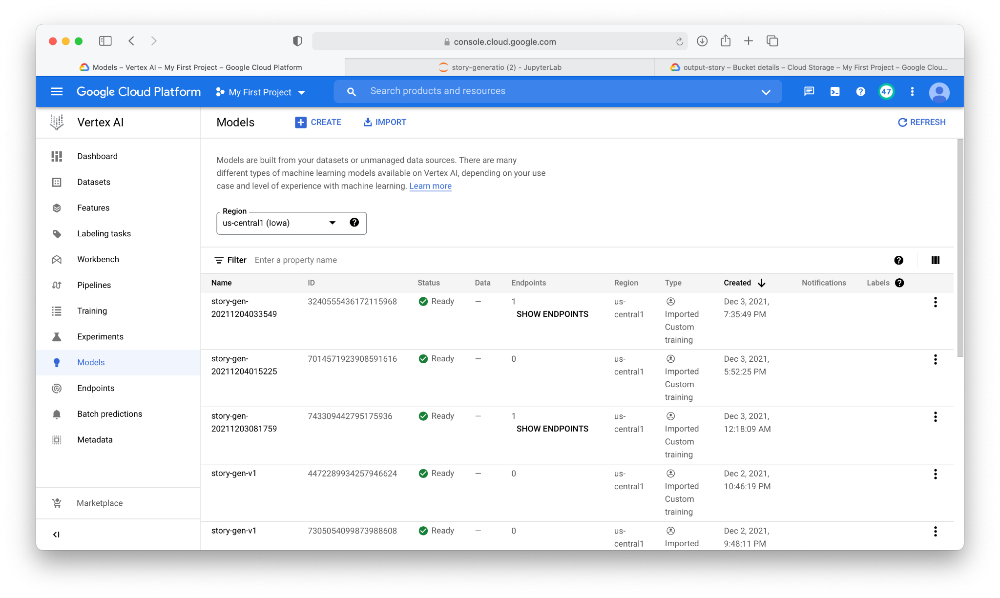 console.cloud.google.com
Models – Vertex AI – My First Project – Google Cloud Platform
story-generatio (2) - JupyterLab
output-story – Bucket details – Cloud Storage – My First Project – Google Clou...
Google Cloud Platform
My First Project
Search products and resources
47
Vertex AI
Models
CREATE
IMPORT
REFRESH
Dashboard
Datasets
Features
Labeling tasks
Workbench
Pipelines
Training
Experiments
Models
Endpoints
Batch predictions
Metadata
Marketplace
Models are built from your datasets or unmanaged data sources. There are many
different types of machine learning models available on Vertex AI, depending on your use
case and level of experience with machine learning. Learn more
Region
us-central1 (Iowa)
Filter Enter a property name
Name ID Status Data Endpoints Region Type Created Notifications Labels
story-gen- 3240555436172115968 Ready — 1 us- Dec 3, 2021,
20211204033549 SHOW ENDPOINTS central1 Imported 7:35:49 PM
Custom
training
story-gen- 7014571923908591616 Ready — 0 us- Dec 3, 2021,
20211204015225 central1 Imported 5:52:25 PM
Custom
training
story-gen- 743309442795175936 Ready — 1 us- Dec 3, 2021,
20211203081759 SHOW ENDPOINTS central1 Imported 12:18:09 AM
Custom
training
story-gen-v1 4472289934257946624 Ready — 0 us- Dec 2, 2021,
central1 Imported 10:46:19 PM
Custom
training
story-gen-v1 7305054099873988608 Ready — 0 us- Dec 2, 2021,
central1 Imported 9:48:11 PM